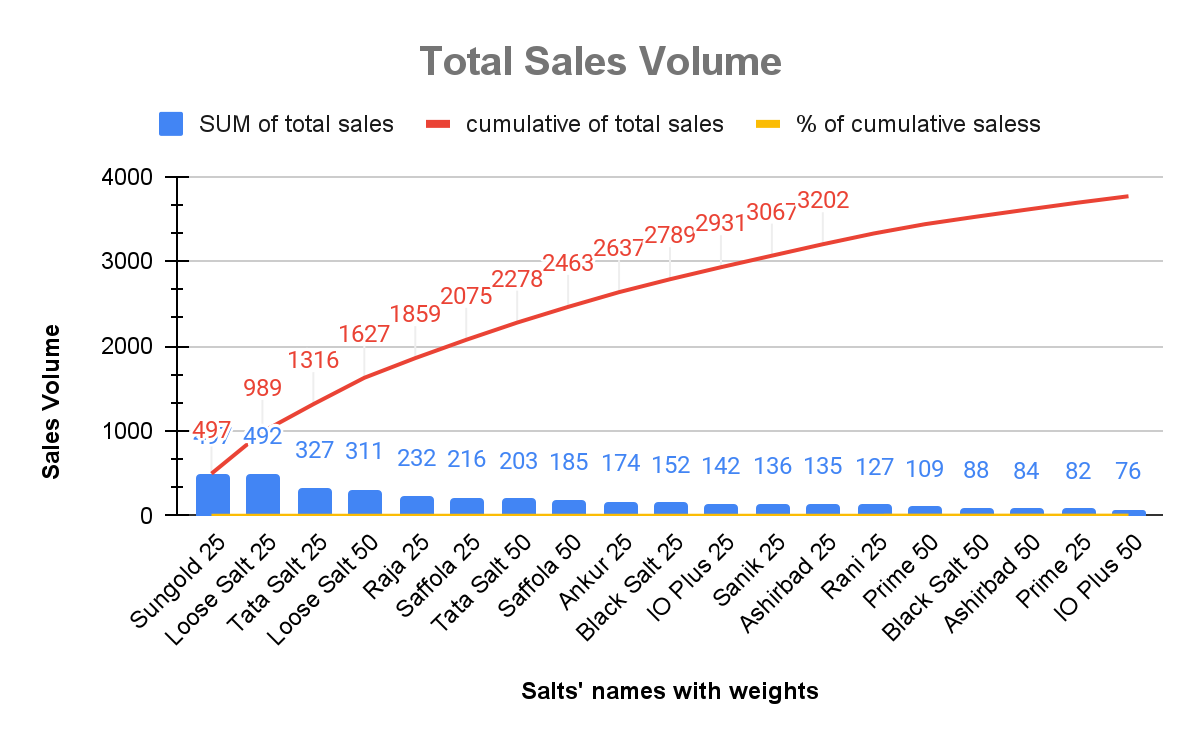 Total Sales Volume
SUM of total sales
cumulative of total sales
% of cumulative saless
Sales Volume
4000
3000
2000
1000
0
497
989
1316
1627
1859
2075
2278
2463
2637
2789
2931
3067
3202
497
492
327
311
232
216
203
185
174
152
142
136
135
127
109
88
84
82
76
Sungold 25
Loose Salt 25
Tata Salt 25
Loose Salt 50
Raja 25
Saffola 25
Tata Salt 50
Saffola 50
Ankur 25
Black Salt 25
IO Plus 25
Sanik 25
Ashirbad 25
Rani 25
Prime 50
Black Salt 50
Ashirbad 50
Prime 25
IO Plus 50
Salts' names with weights